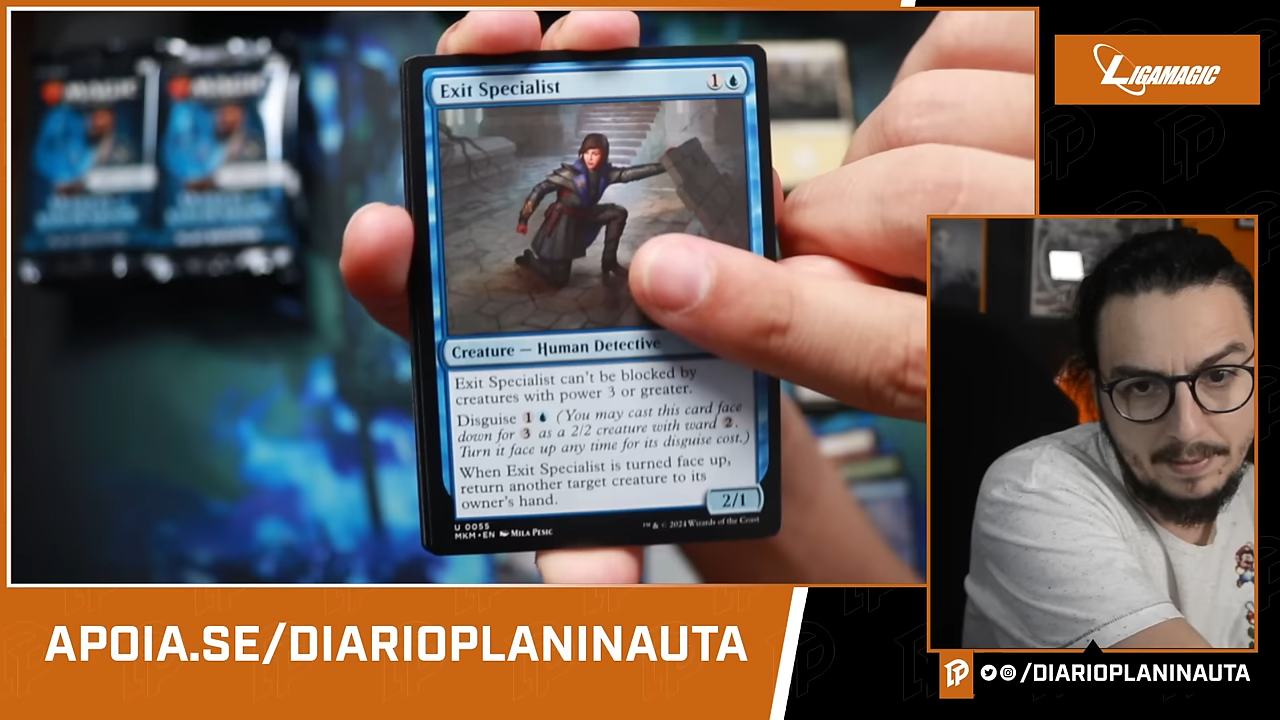 MAGIC
MAGIC
Exit Specialist
1
Creature — Human Detective
Exit Specialist can't be blocked by
creatures with power 3 or greater.
Disguise 1 (You may cast this card face
down for 3 as a 2/2 creature with ward 2.
Turn it face up any time for its disguise cost.)
When Exit Specialist is turned face up,
return another target creature to its
owner's hand.
2/1
U 0055
MKM • EN MILA PESIC
™ & © 2024 Wizards of the Coast
LIGAMAGIC
APOIA.SE/DIARIOPLANINAUTA
/DIARIOPLANINAUTA